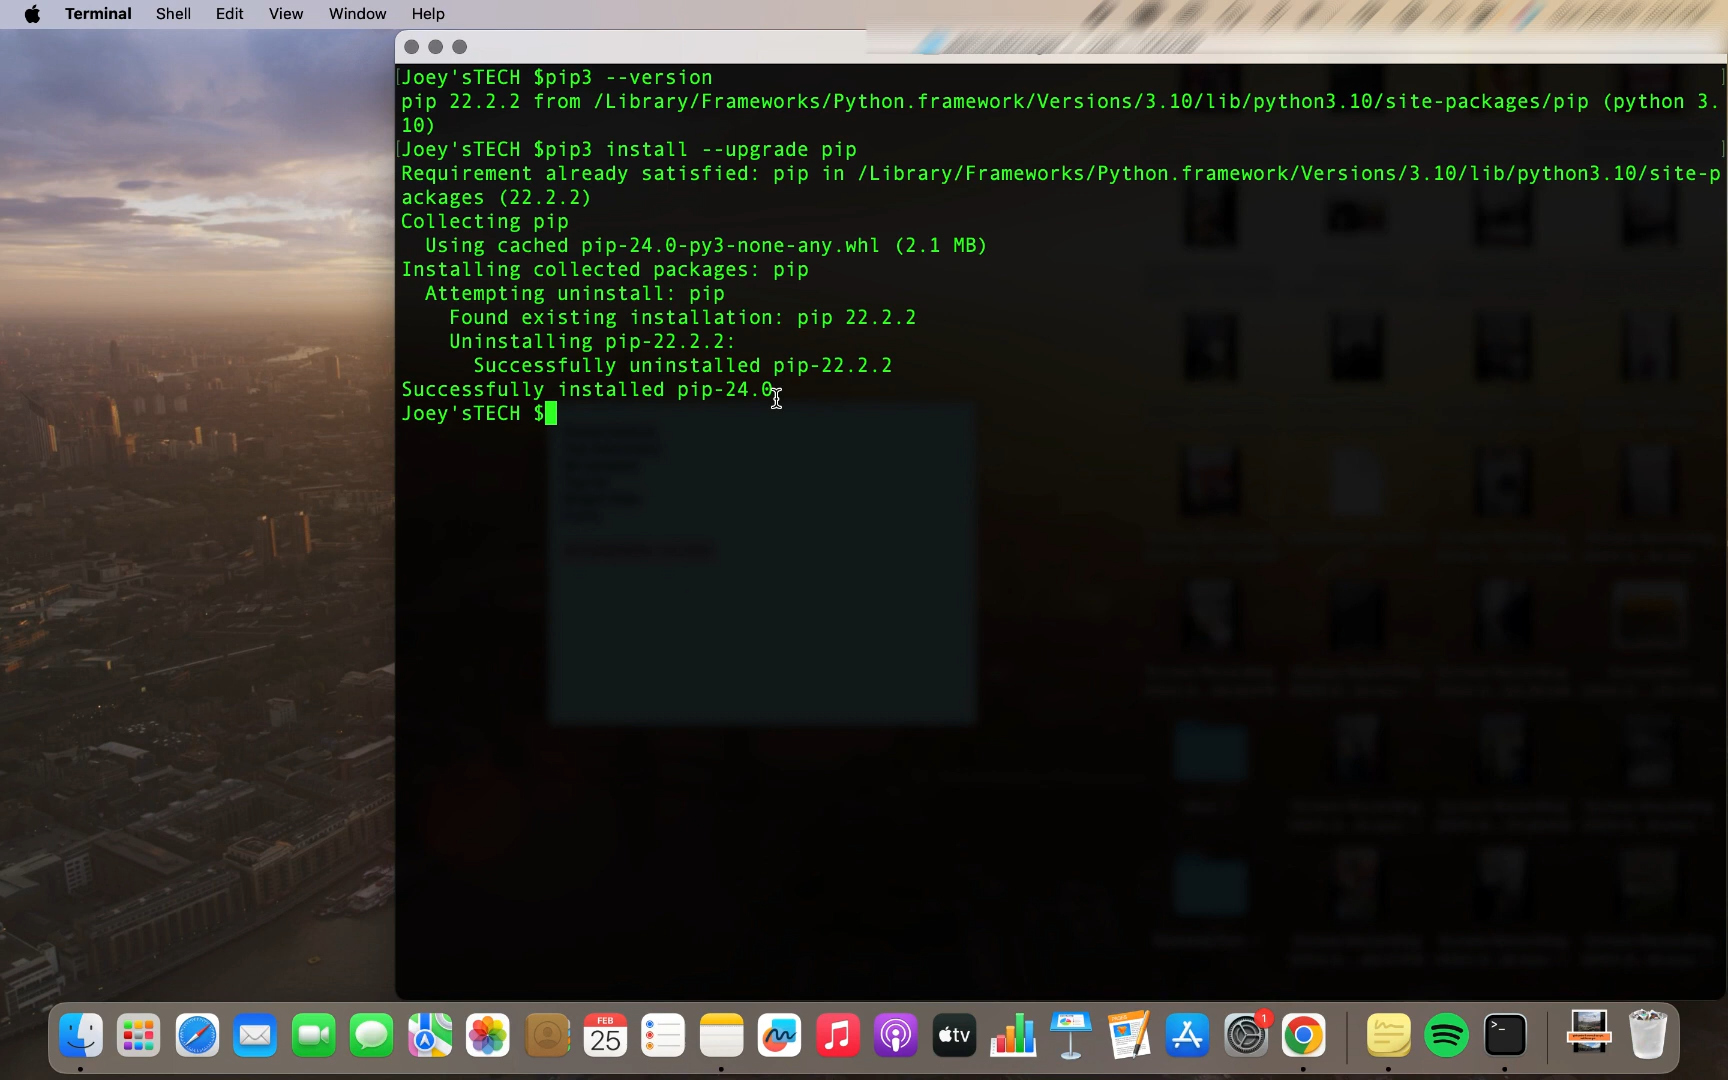 Terminal Shell Edit View Window Help
Joey'sTECH $pip3 --version
pip 22.2.2 from /Library/Frameworks/Python.framework/Versions/3.10/lib/python3.10/site-packages/pip (python 3.
10)
Joey'sTECH $pip3 install --upgrade pip
Requirement already satisfied: pip in /Library/Frameworks/Python.framework/Versions/3.10/lib/python3.10/site-p
ackages (22.2.2)
Collecting pip
Using cached pip-24.0-py3-none-any.whl (2.1 MB)
Installing collected packages: pip
Attempting uninstall: pip
Found existing installation: pip 22.2.2
Uninstalling pip-22.2.2:
Successfully uninstalled pip-22.2.2
Successfully installed pip-24.0
Joey'sTECH $
FEB
25
tv
1
>_